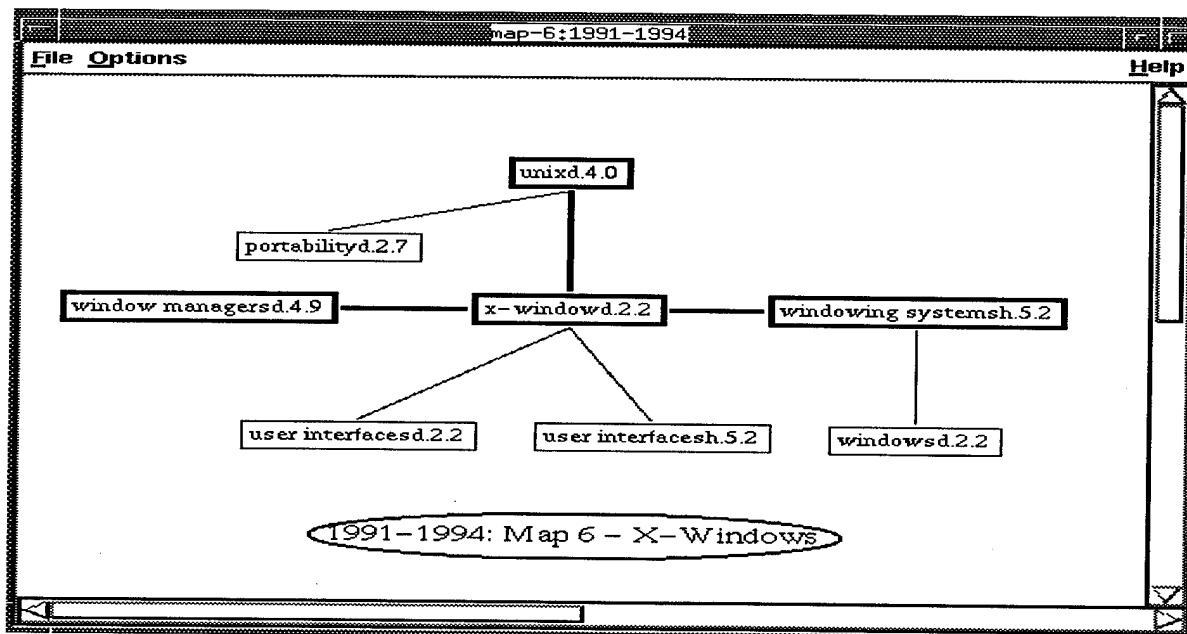 map-6:1991-1994
File Options
Help
unixd.4.0
portabilityd.2.7
window managersd.4.9
x-windowd.2.2
windowing systemsh.5.2
user interfacesd.2.2
user interfacesh.5.2
windowsd.2.2
1991-1994: Map 6 - X-Windows